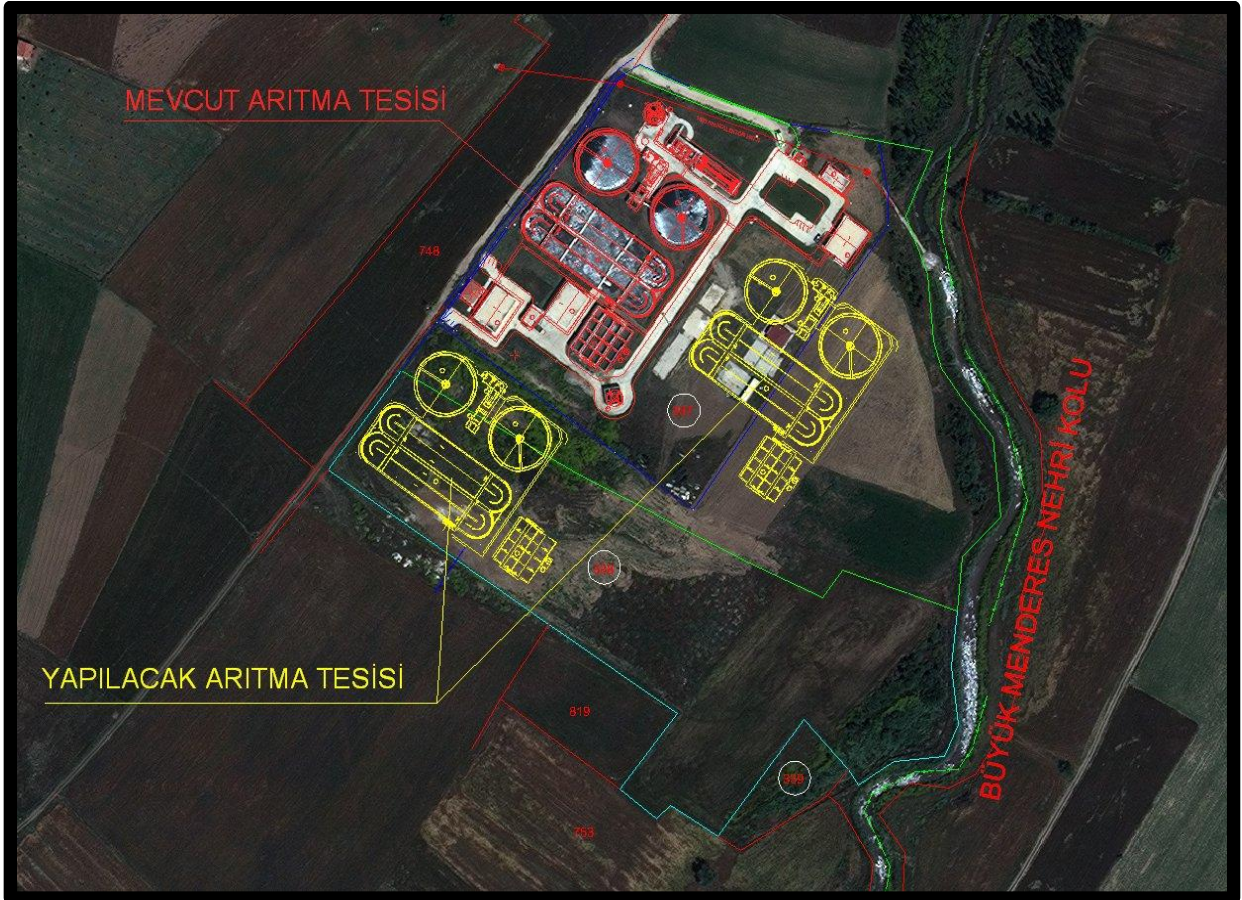 MEVCUT ARITMA TESİSİ
748
YAPILACAK ARITMA TESİSİ
819
753
BÜYÜK MENDERES NEHRİ KOLU